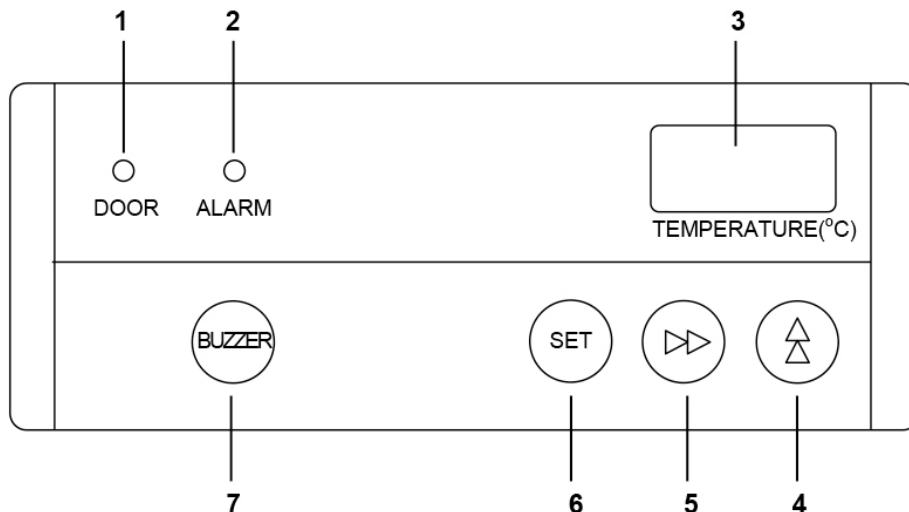 1 2 3
DOOR ALARM
TEMPERATURE(°C)
BUZZER SET
7 6 5 4